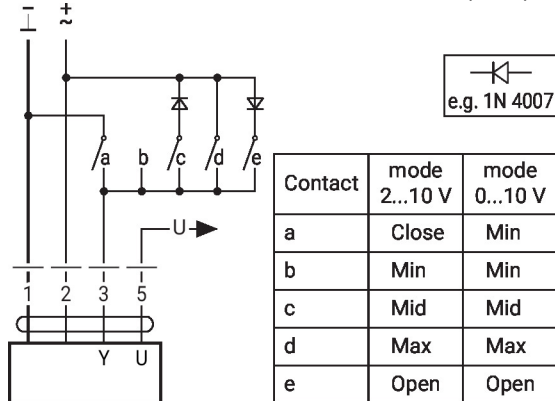 − +
⊥ ~
e.g. 1N 4007
a b c d e
U
1 2 3 5
Y U
Contact mode 2...10 V mode 0...10 V
a Close Min
b Min Min
c Mid Mid
d Max Max
e Open Open